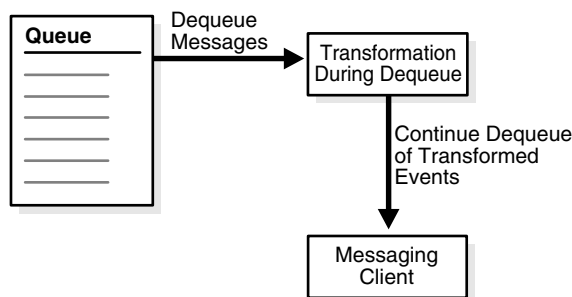 Queue
Dequeue
Messages
Transformation
During Dequeue
Continue Dequeue
of Transformed
Events
Messaging
Client